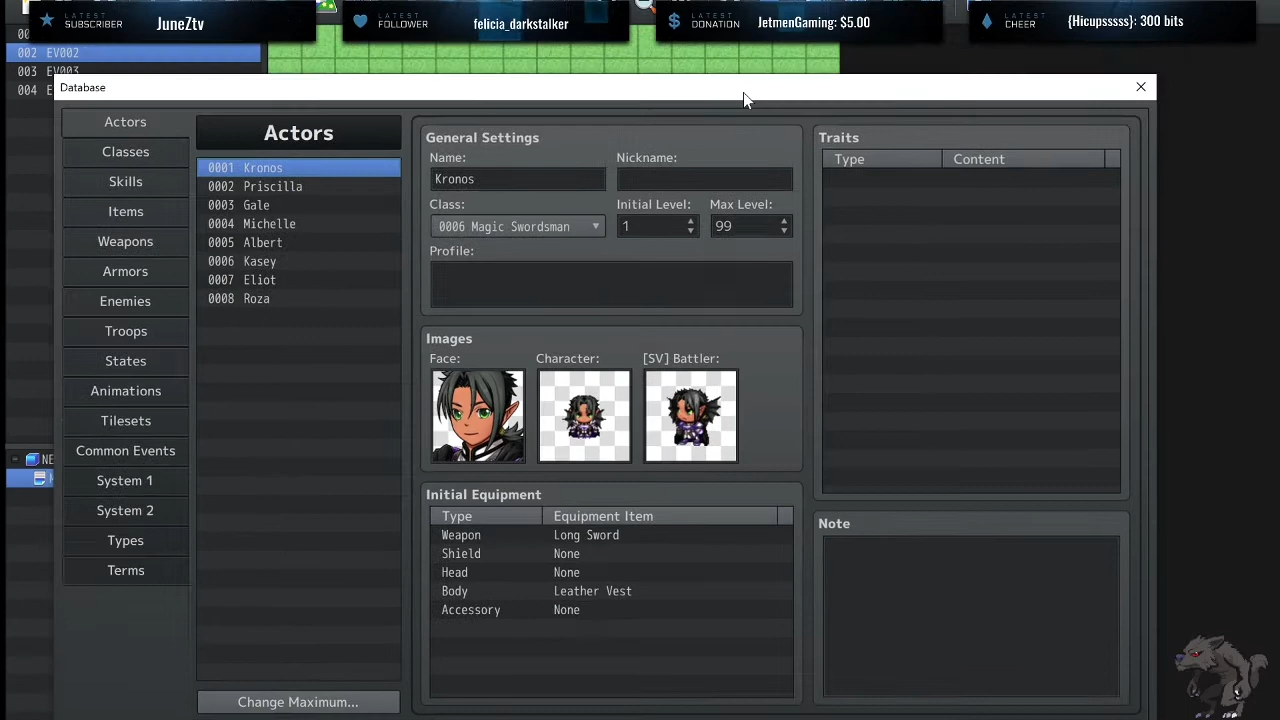 LATEST
SUBSCRIBER
JuneZtv
LATEST
FOLLOWER
felicia_darkstalker
LATEST
DONATION
JetmenGaming: $5.00
LATEST
CHEER
{Hicupsssss}: 300 bits
002 EV002
003 EV003
004
Database
Actors
Classes
Skills
Items
Weapons
Armors
Enemies
Troops
States
Animations
Tilesets
Common Events
System 1
System 2
Types
Terms
Actors
0001 Kronos
0002 Priscilla
0003 Gale
0004 Michelle
0005 Albert
0006 Kasey
0007 Eliot
0008 Roza
Change Maximum...
General Settings
Name:
Nickname:
Kronos
Class:
Initial Level:
Max Level:
0006 Magic Swordsman
1
99
Profile:
Images
Face:
Character:
[SV] Battler:
Initial Equipment
Type
Equipment Item
Weapon
Long Sword
Shield
None
Head
None
Body
Leather Vest
Accessory
None
Traits
Type
Content
Note